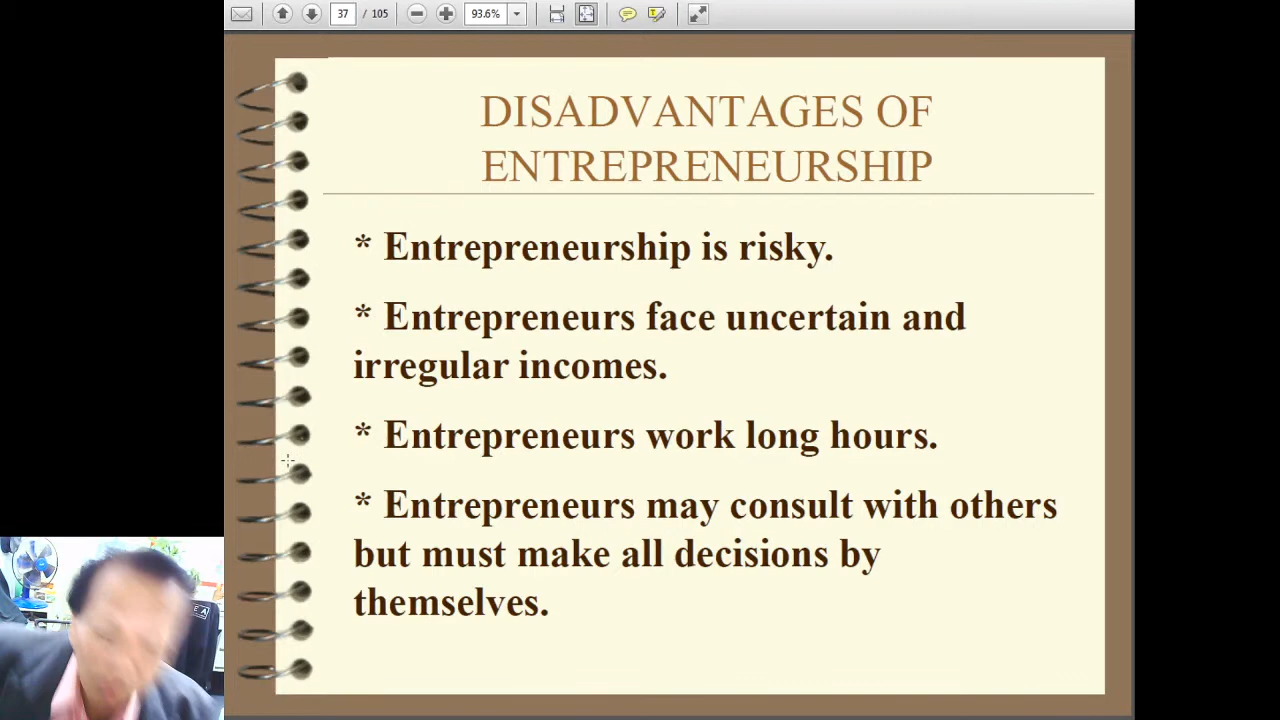 37 / 105 93.6%
DISADVANTAGES OF
ENTREPRENEURSHIP
* Entrepreneurship is risky.
* Entrepreneurs face uncertain and
irregular incomes.
* Entrepreneurs work long hours.
* Entrepreneurs may consult with others
but must make all decisions by
themselves.